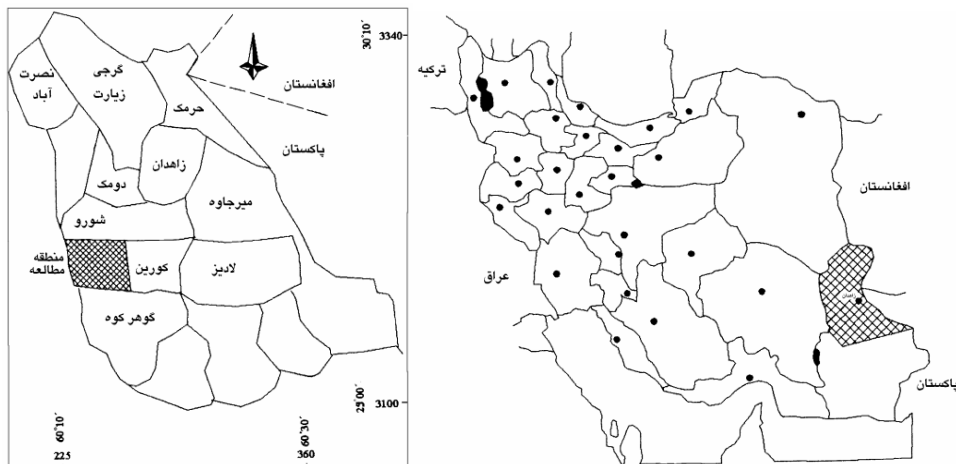 نصرت
آباد
گرجی
زیارت
حرمک
افغانستان
پاکستان
زاهدان
دومک
میرجاوه
شورو
منطقه
مطالعه
کورین
لادیز
گوهر کوه
30°10′
3340
25°00′
3100
60°10′
225
60°30′
360
ترکیه
افغانستان
عراق
زاهدان
پاکستان